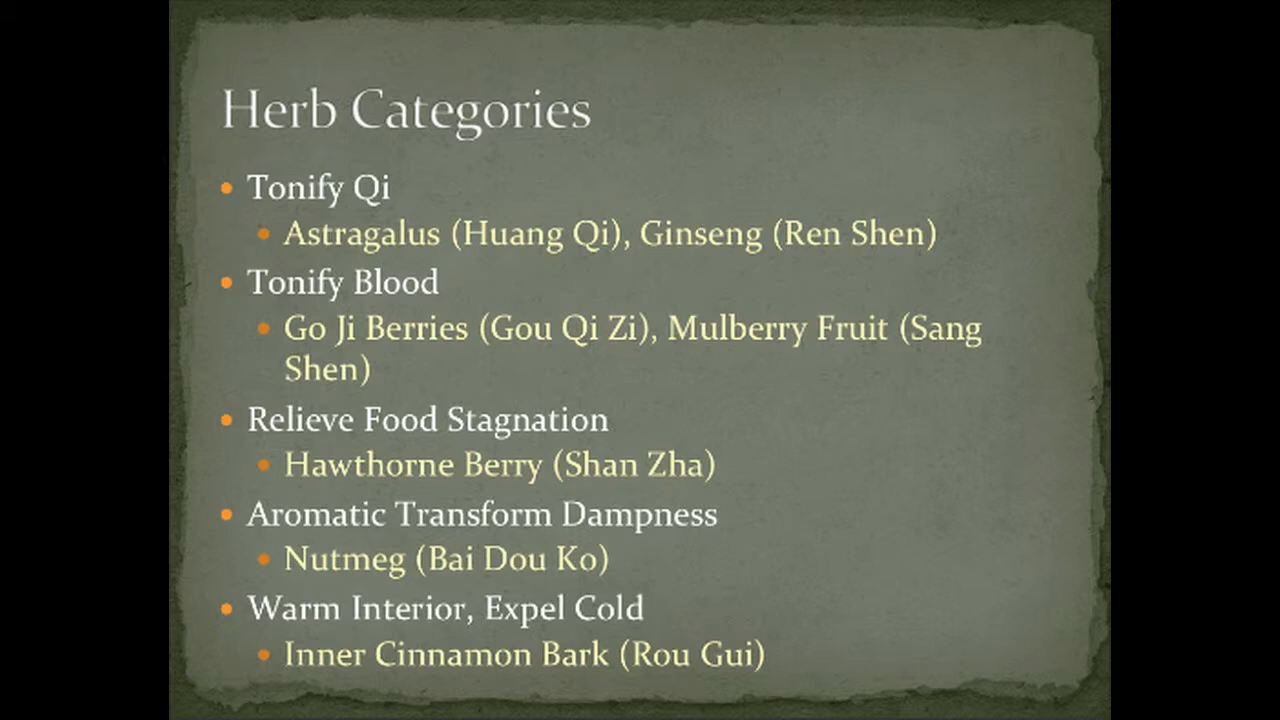 Herb Categories
Tonify Qi
Astragalus (Huang Qi), Ginseng (Ren Shen)
Tonify Blood
Go Ji Berries (Gou Qi Zi), Mulberry Fruit (Sang
Shen)
Relieve Food Stagnation
Hawthorne Berry (Shan Zha)
Aromatic Transform Dampness
Nutmeg (Bai Dou Ko)
Warm Interior, Expel Cold
Inner Cinnamon Bark (Rou Gui)